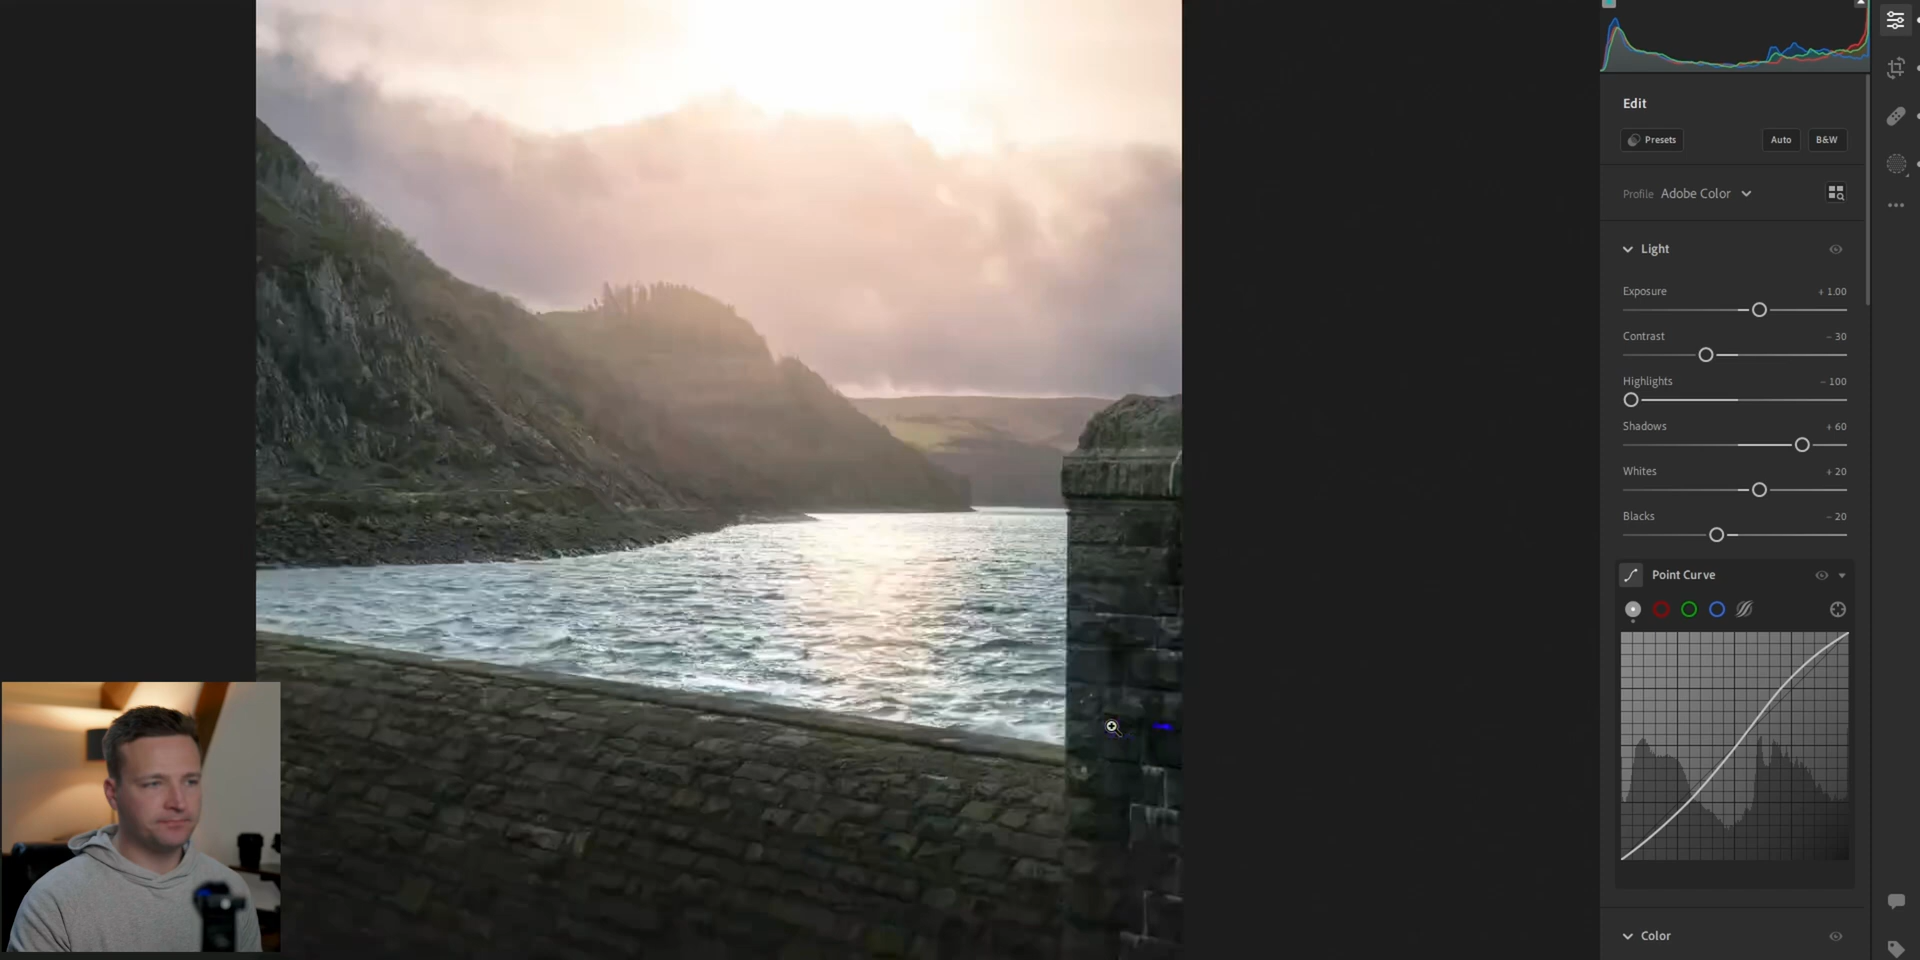 Edit
Presets
Auto
B&W
Profile Adobe Color
Light
Exposure + 1.00
Contrast − 30
Highlights − 100
Shadows + 60
Whites + 20
Blacks − 20
Point Curve
Color